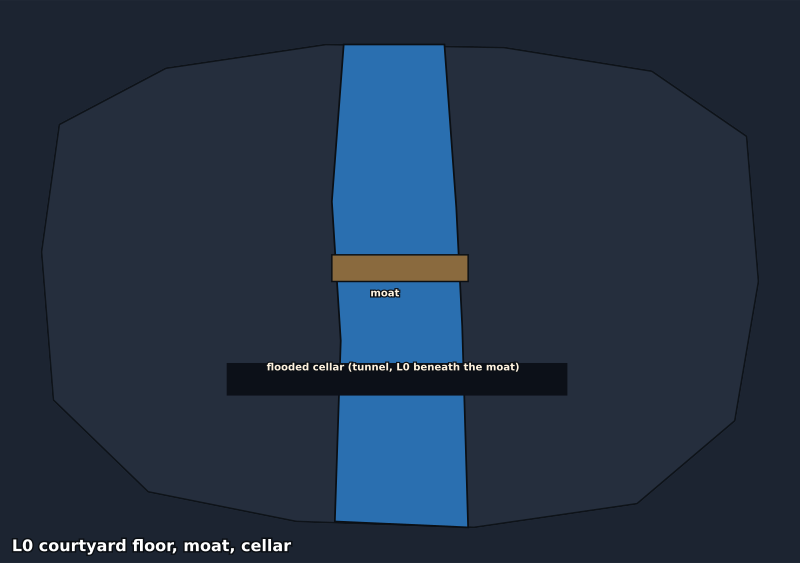 moat
flooded cellar (tunnel, L0 beneath the moat)
L0 courtyard floor, moat, cellar